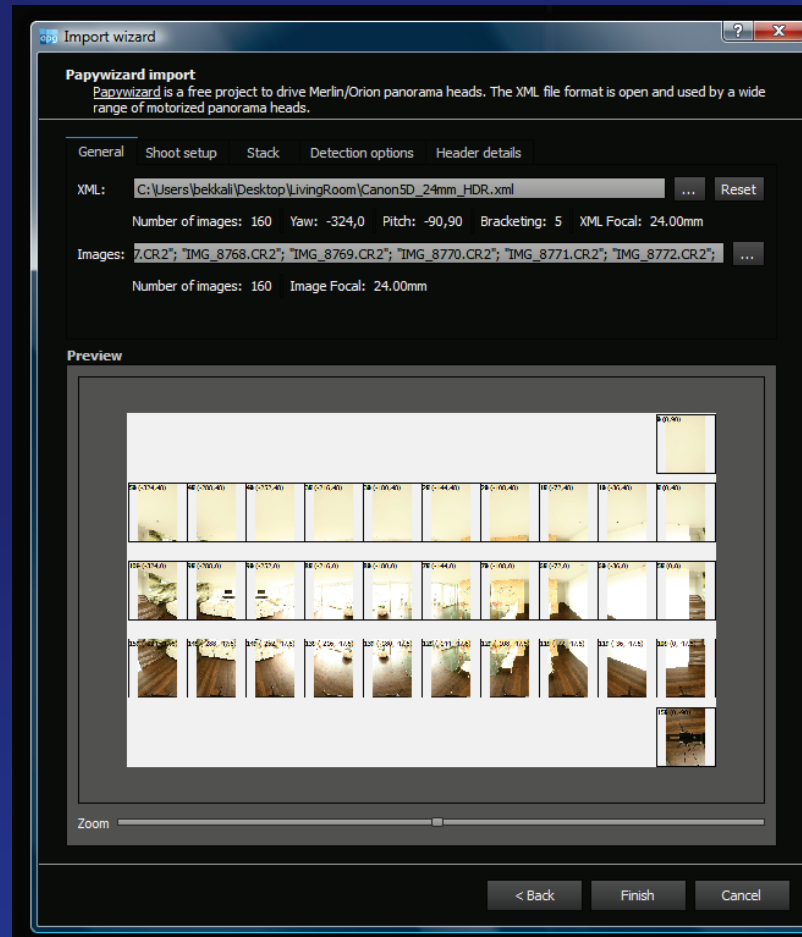 Import wizard
Papywizard import
Papywizard is a free project to drive Merlin/Orion panorama heads. The XML file format is open and used by a wide
range of motorized panorama heads.
General Shoot setup Stack Detection options Header details
XML: C:\Users\bekkali\Desktop\LivingRoom\Canon5D_24mm_HDR.xml ... Reset
Number of images: 160 Yaw: -324,0 Pitch: -90,90 Bracketing: 5 XML Focal: 24.00mm
Images: 7.CR2"; "IMG_8768.CR2"; "IMG_8769.CR2"; "IMG_8770.CR2"; "IMG_8771.CR2"; "IMG_8772.CR2"; ...
Number of images: 160 Image Focal: 24.00mm
Preview
Zoom
< Back Finish Cancel